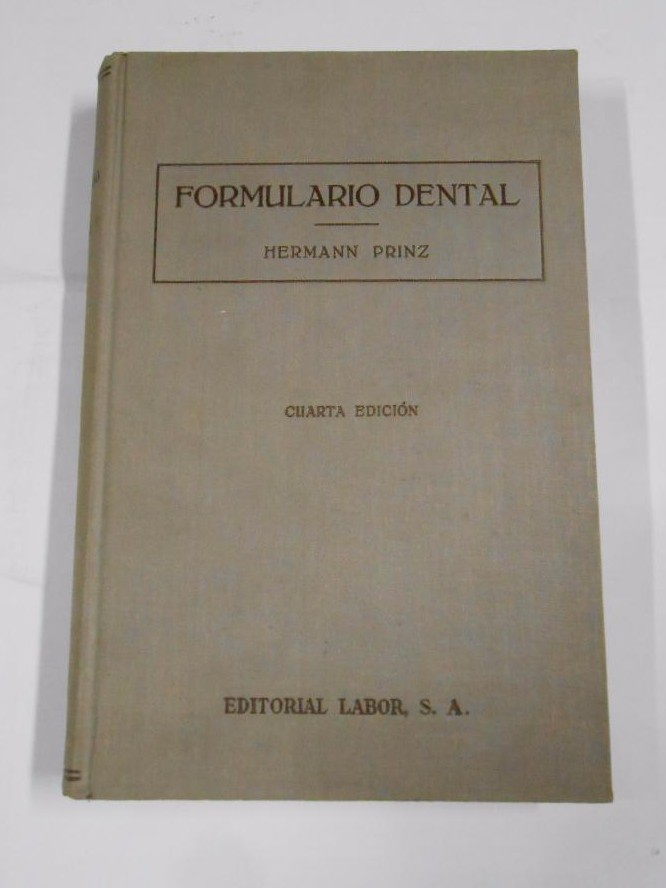 FORMULARIO DENTAL
HERMANN PRINZ
CUARTA EDICIÓN
EDITORIAL LABOR, S. A.